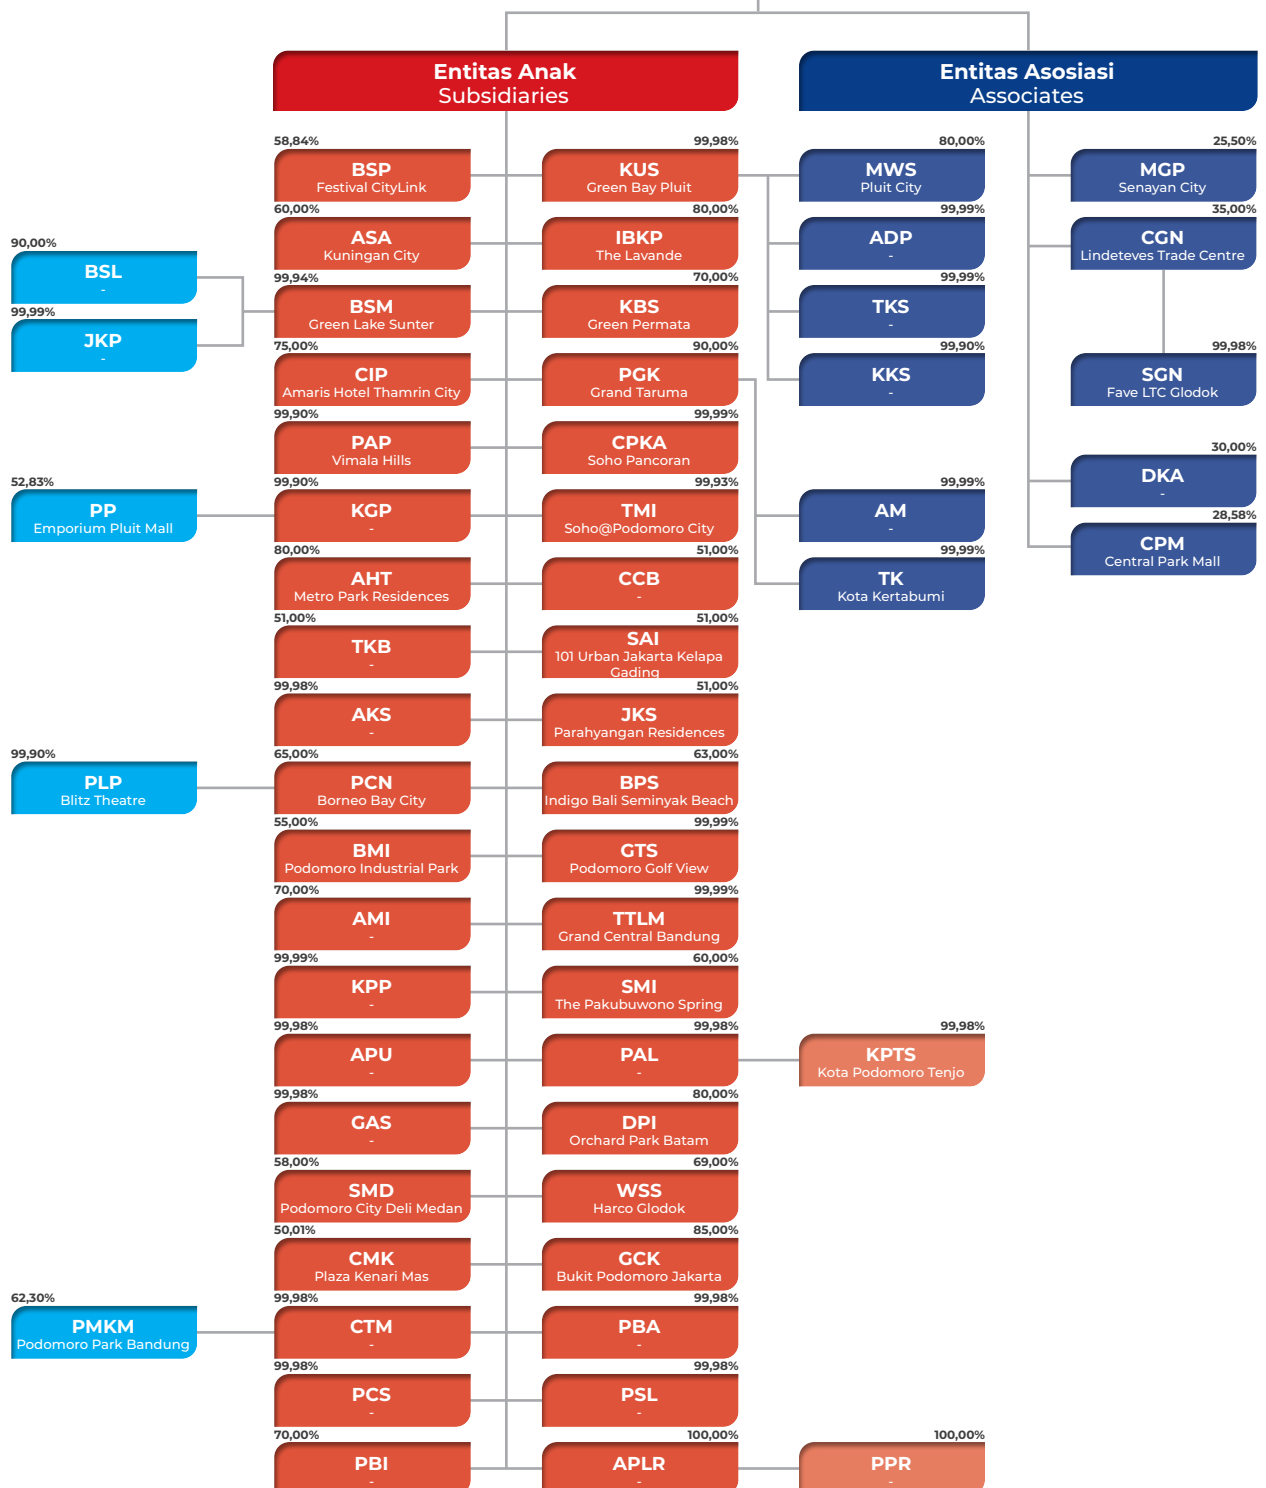 Entitas Anak
Subsidiaries
Entitas Asosiasi
Associates
90,00%
BSL
-
99,99%
JKP
-
52,83%
PP
Emporium Pluit Mall
99,90%
PLP
Blitz Theatre
62,30%
PMKM
Podomoro Park Bandung
58,84%
BSP
Festival CityLink
60,00%
ASA
Kuningan City
99,94%
BSM
Green Lake Sunter
75,00%
CIP
Amaris Hotel Thamrin City
99,90%
PAP
Vimala Hills
99,90%
KGP
-
80,00%
AHT
Metro Park Residences
51,00%
TKB
-
99,98%
AKS
-
65,00%
PCN
Borneo Bay City
55,00%
BMI
Podomoro Industrial Park
70,00%
AMI
-
99,99%
KPP
-
99,98%
APU
-
99,98%
GAS
-
58,00%
SMD
Podomoro City Deli Medan
50,01%
CMK
Plaza Kenari Mas
99,98%
CTM
-
99,98%
PCS
-
70,00%
PBI
-
99,98%
KUS
Green Bay Pluit
80,00%
IBKP
The Lavande
70,00%
KBS
Green Permata
90,00%
PGK
Grand Taruma
99,99%
CPKA
Soho Pancoran
99,93%
TMI
Soho@Podomoro City
51,00%
CCB
-
51,00%
SAI
101 Urban Jakarta Kelapa
Gading
51,00%
JKS
Parahyangan Residences
63,00%
BPS
Indigo Bali Seminyak Beach
99,99%
GTS
Podomoro Golf View
99,99%
TTLM
Grand Central Bandung
60,00%
SMI
The Pakubuwono Spring
99,98%
PAL
-
80,00%
DPI
Orchard Park Batam
69,00%
WSS
Harco Glodok
85,00%
GCK
Bukit Podomoro Jakarta
99,98%
PBA
-
99,98%
PSL
-
100,00%
APLR
-
80,00%
MWS
Pluit City
99,99%
ADP
-
99,99%
TKS
-
99,90%
KKS
-
99,99%
AM
-
99,99%
TK
Kota Kertabumi
99,98%
KPTS
Kota Podomoro Tenjo
100,00%
PPR
-
25,50%
MGP
Senayan City
35,00%
CGN
Lindeteves Trade Centre
99,98%
SGN
Fave LTC Glodok
30,00%
DKA
-
28,58%
CPM
Central Park Mall